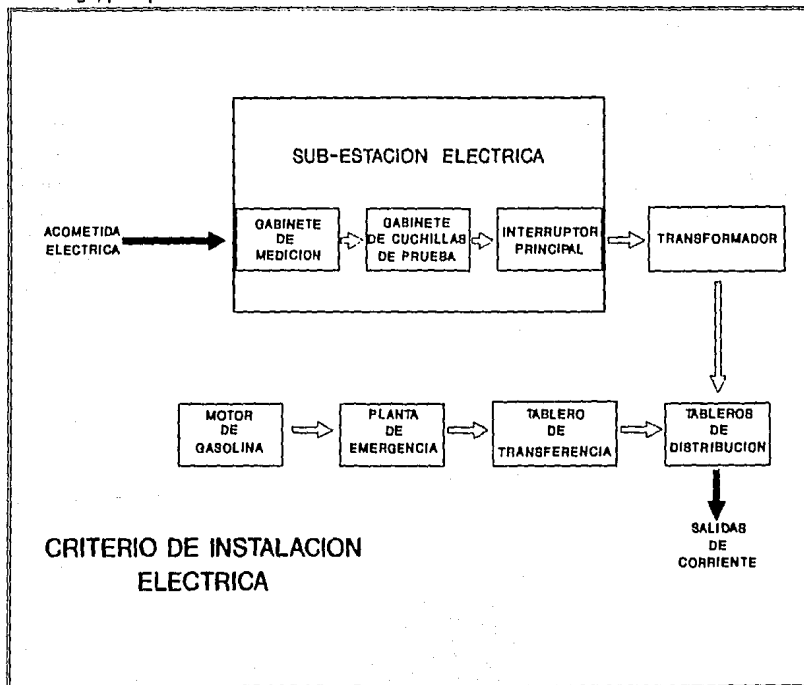 SUB-ESTACION ELECTRICA
ACOMETIDA
ELECTRICA
GABINETE
DE
MEDICION
GABINETE
DE CUCHILLAS
DE PRUEBA
INTERRUPTOR
PRINCIPAL
TRANSFORMADOR
MOTOR
DE
GASOLINA
PLANTA
DE
EMERGENCIA
TABLERO
DE
TRANSFERENCIA
TABLEROS
DE
DISTRIBUCION
SALIDAS
DE
CORRIENTE
CRITERIO DE INSTALACION
ELECTRICA